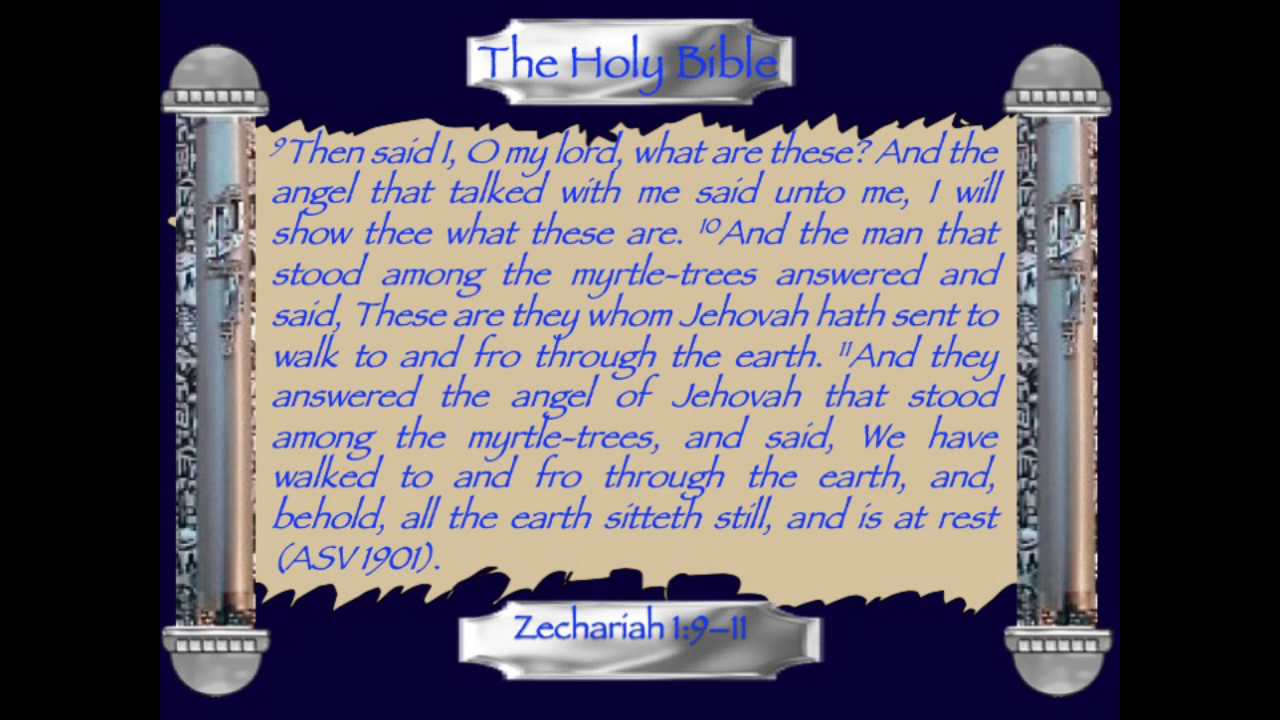 The Holy Bible
⁹Then said I, O my lord, what are these? And the
angel that talked with me said unto me, I will
show thee what these are. ¹⁰And the man that
stood among the myrtle-trees answered and
said, These are they whom Jehovah hath sent to
walk to and fro through the earth. ¹¹And they
answered the angel of Jehovah that stood
among the myrtle-trees, and said, We have
walked to and fro through the earth, and,
behold, all the earth sitteth still, and is at rest
(ASV 1901).
Zechariah 1:9–11